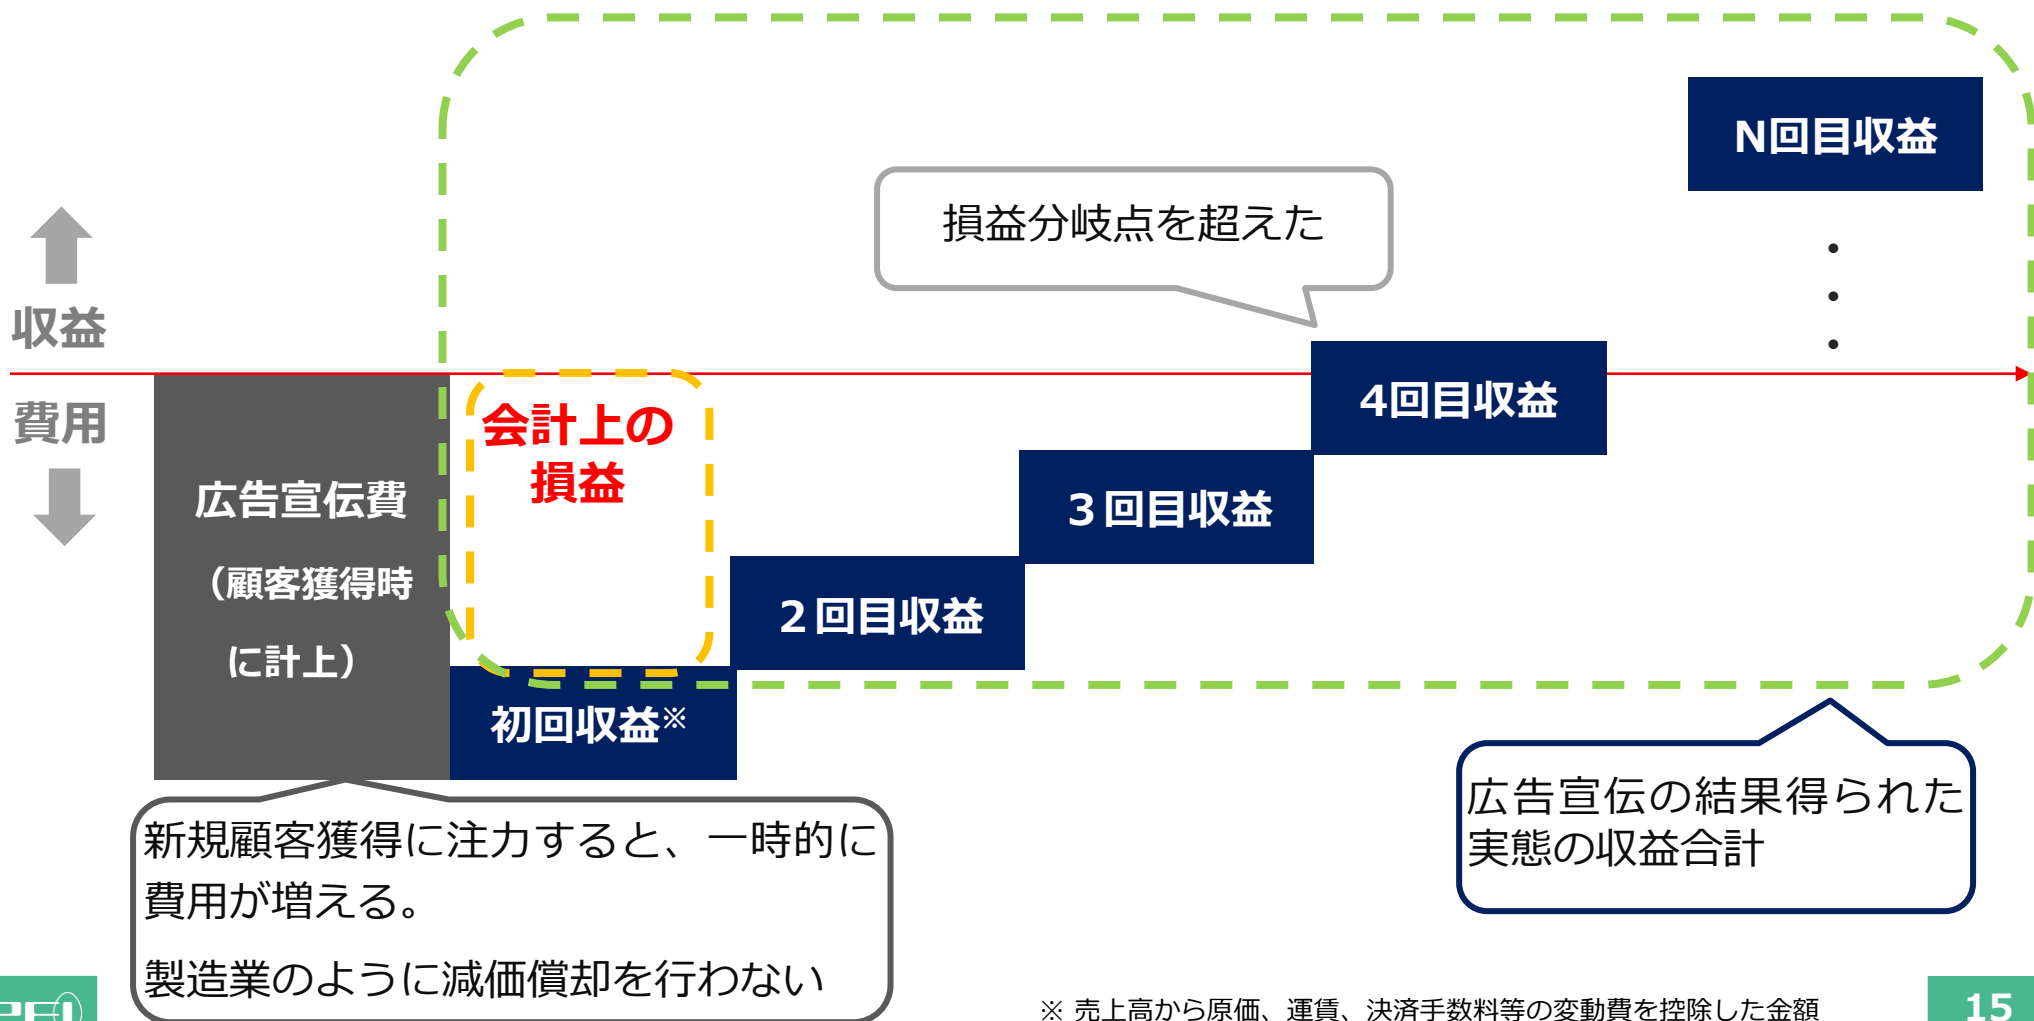 N回目収益
損益分岐点を超えた
収益
費用
会計上の
損益
4回目収益
広告宣伝費
（顧客獲得時
に計上）
３回目収益
２回目収益
初回収益※
広告宣伝の結果得られた
実態の収益合計
新規顧客獲得に注力すると、一時的に
費用が増える。
製造業のように減価償却を行わない
※ 売上高から原価、運賃、決済手数料等の変動費を控除した金額
15